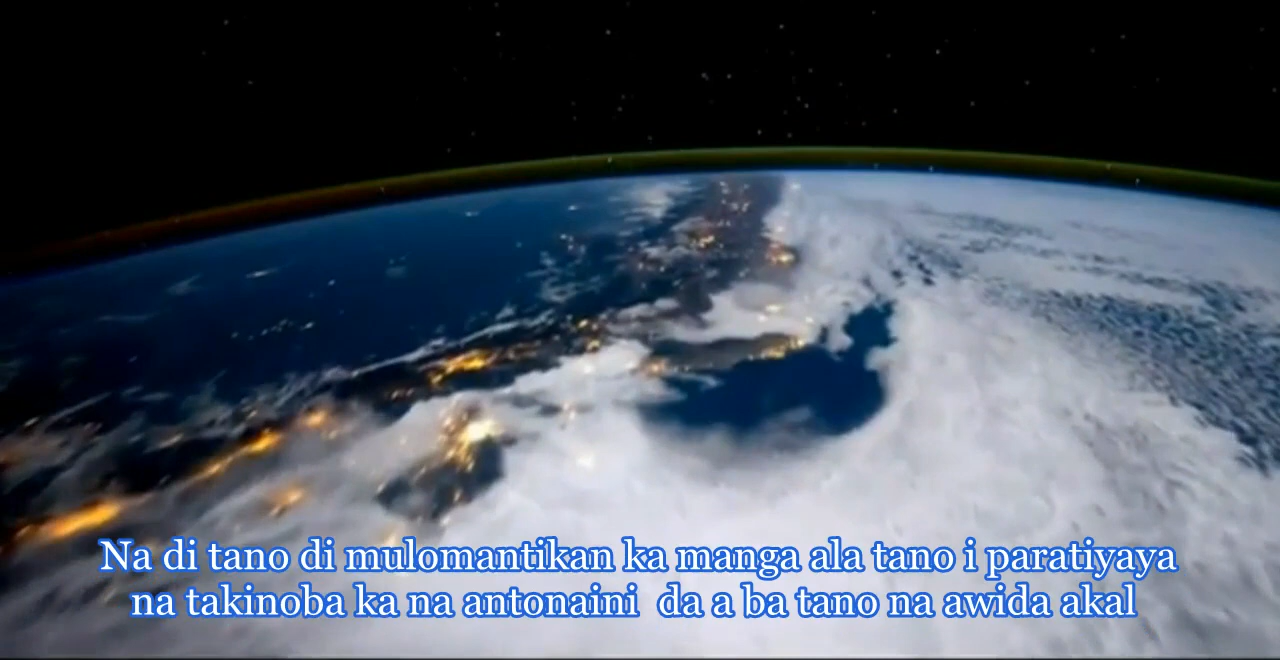 Na di tano di mulomantikan ka manga ala tano i paratiyaya
na takinoba ka na antonaini da a ba tano na awida akal